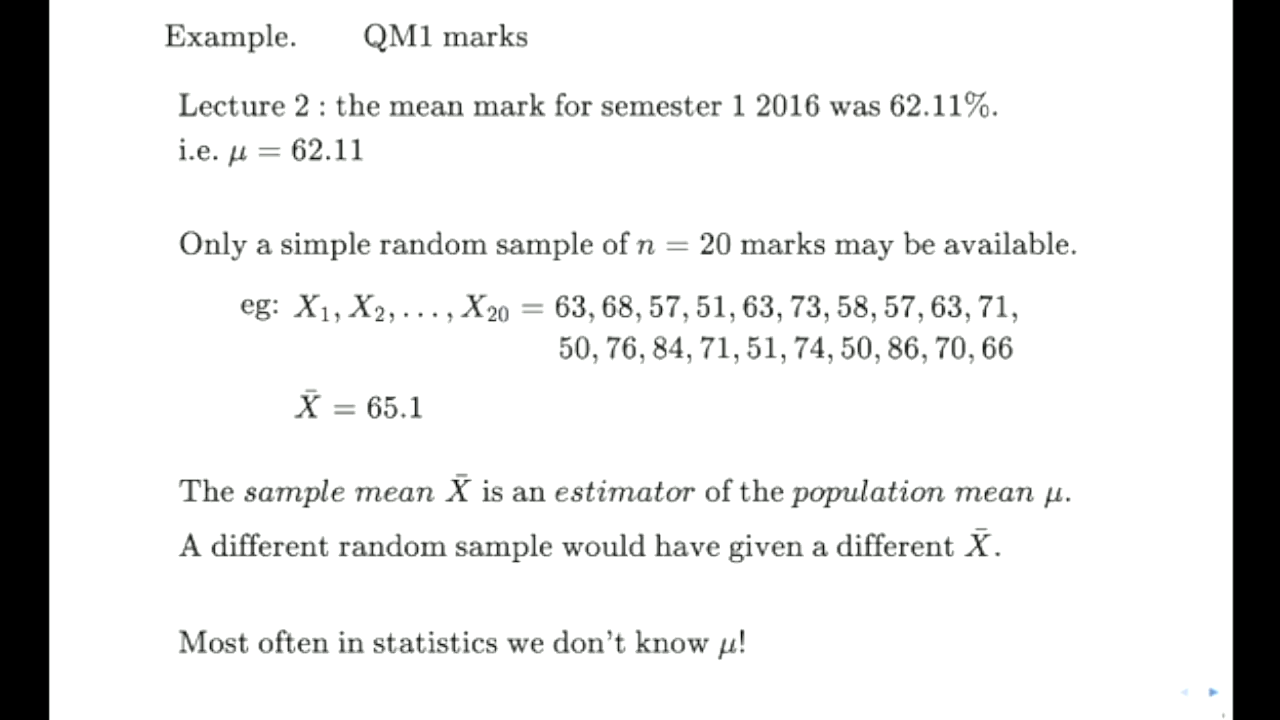 Example. QM1 marks
Lecture 2 : the mean mark for semester 1 2016 was 62.11%.
i.e. μ = 62.11
Only a simple random sample of n = 20 marks may be available.
eg: X₁, X₂, . . . , X₂₀ = 63, 68, 57, 51, 63, 73, 58, 57, 63, 71,
50, 76, 84, 71, 51, 74, 50, 86, 70, 66
X̄ = 65.1
The sample mean X̄ is an estimator of the population mean μ.
A different random sample would have given a different X̄.
Most often in statistics we don't know μ!